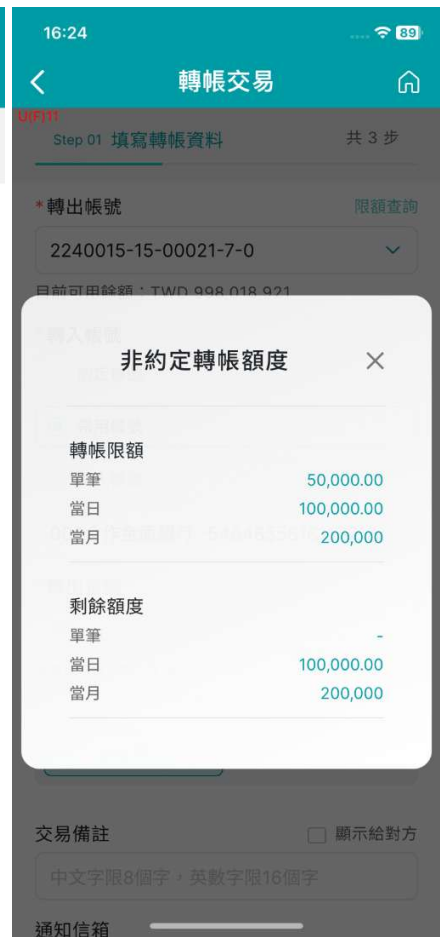 16:24
89
轉帳交易
U(F)11
Step 01 填寫轉帳資料 共 3 步
*轉出帳號 限額查詢
2240015-15-00021-7-0
目前可用餘額：TWD 998,018,921
轉入帳號
非約定轉帳額度
轉帳限額
單筆 50,000.00
當日 100,000.00
當月 200,000
剩餘額度
單筆 -
當日 100,000.00
當月 200,000
交易備註 顯示給對方
中文字限8個字，英數字限16個字
通知信箱